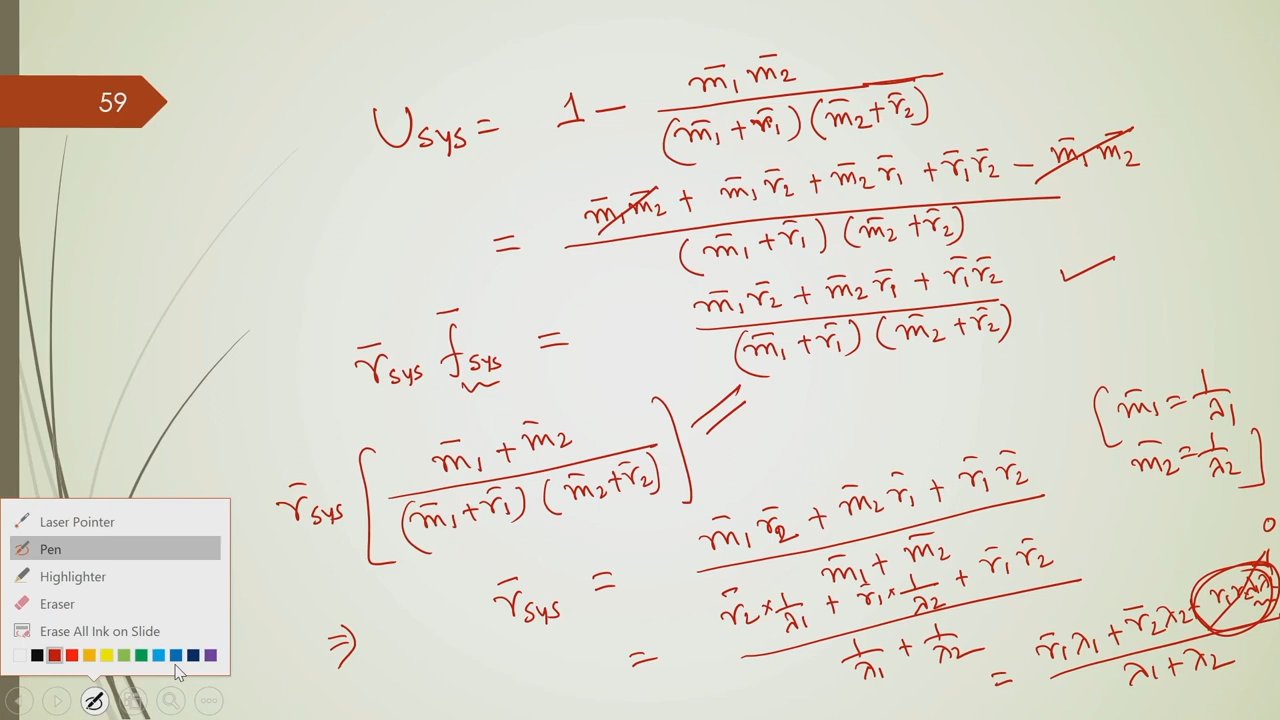 59
U_sys = 1 − m̄₁ m̄₂ / (m̄₁ + r̄₁)(m̄₂ + r̄₂)
= m̄₁m̄₂ + m̄₁r̄₂ + m̄₂r̄₁ + r̄₁r̄₂ − m̄₁m̄₂ / (m̄₁ + r̄₁)(m̄₂ + r̄₂)
r̄_sys f̄_sys = m̄₁r̄₂ + m̄₂r̄₁ + r̄₁r̄₂ / (m̄₁ + r̄₁)(m̄₂ + r̄₂) ✓
r̄_sys [ m̄₁ + m̄₂ / (m̄₁ + r̄₁)(m̄₂ + r̄₂) ] =
[ m̄₁ = 1/λ₁
m̄₂ = 1/λ₂ ]
⇒ r̄_sys = m̄₁r̄₂ + m̄₂r̄₁ + r̄₁r̄₂ / m̄₁ + m̄₂
= r̄₂ × 1/λ₁ + r̄₁ × 1/λ₂ + r̄₁r̄₂ / 1/λ₁ + 1/λ₂
= r̄₁λ₁ + r̄₂λ₂ + r₁r₂λ₁λ₂ / λ₁ + λ₂
0
Laser Pointer
Pen
Highlighter
Eraser
Erase All Ink on Slide